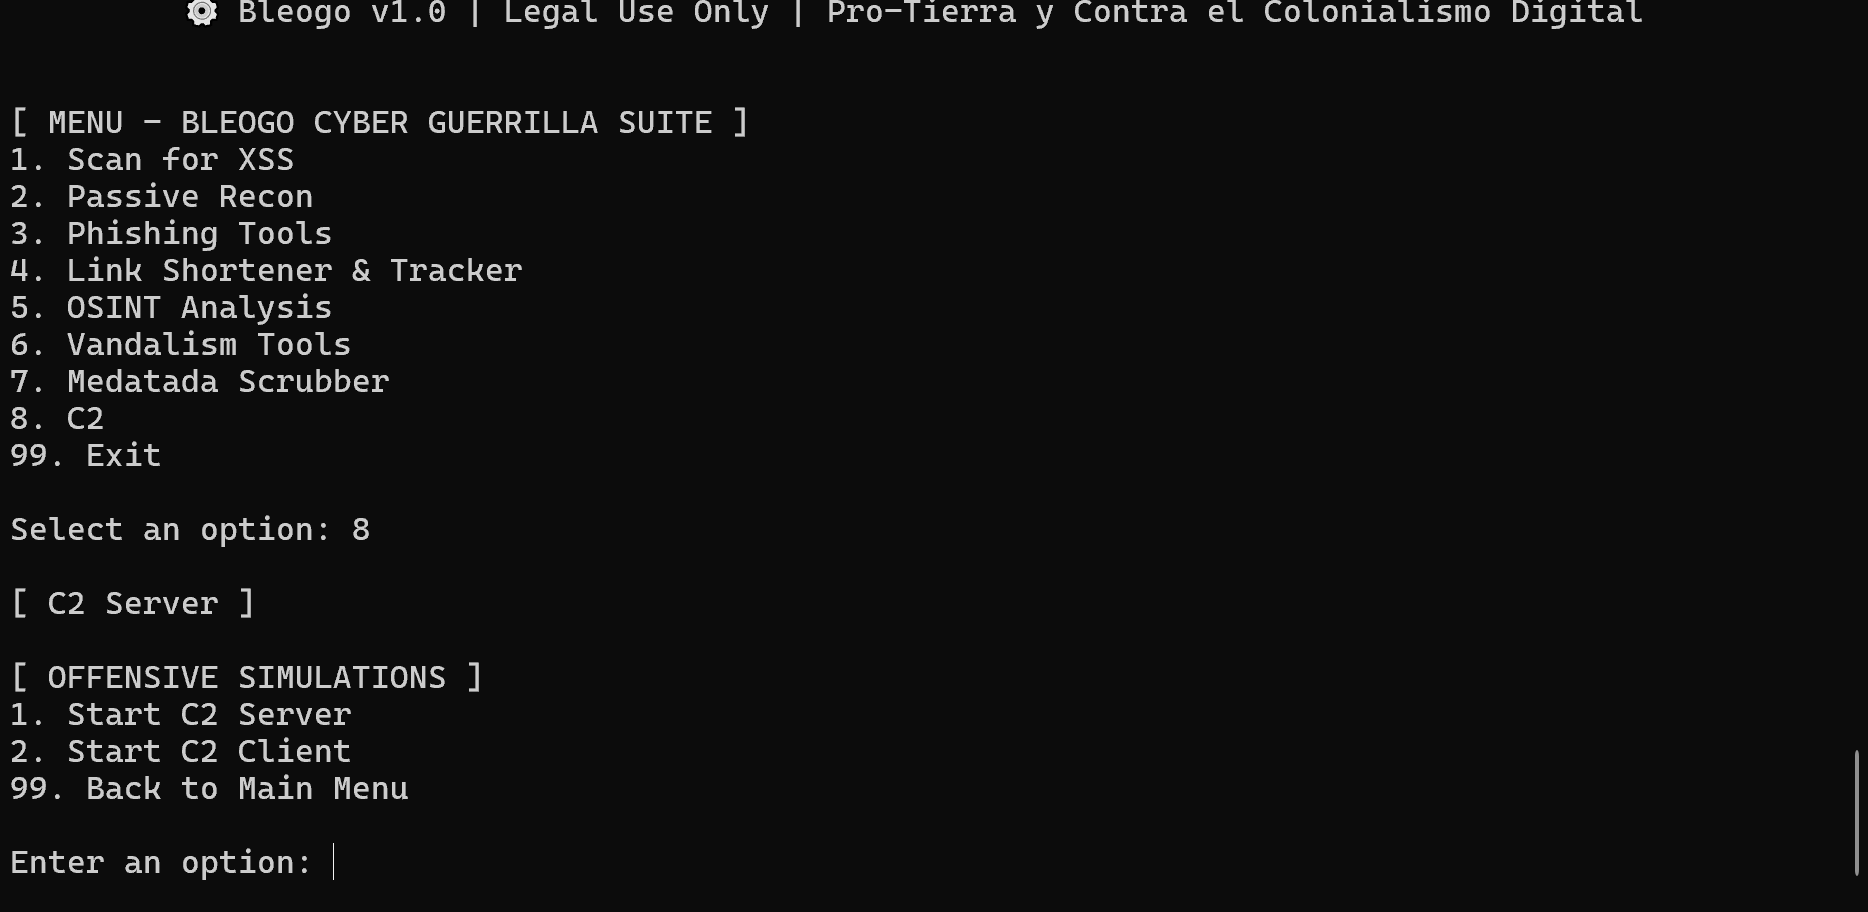 Bleogo v1.0 | Legal Use Only | Pro-Tierra y Contra el Colonialismo Digital
[ MENU - BLEOGO CYBER GUERRILLA SUITE ]
1. Scan for XSS
2. Passive Recon
3. Phishing Tools
4. Link Shortener & Tracker
5. OSINT Analysis
6. Vandalism Tools
7. Medatada Scrubber
8. C2
99. Exit
Select an option: 8
[ C2 Server ]
[ OFFENSIVE SIMULATIONS ]
1. Start C2 Server
2. Start C2 Client
99. Back to Main Menu
Enter an option: